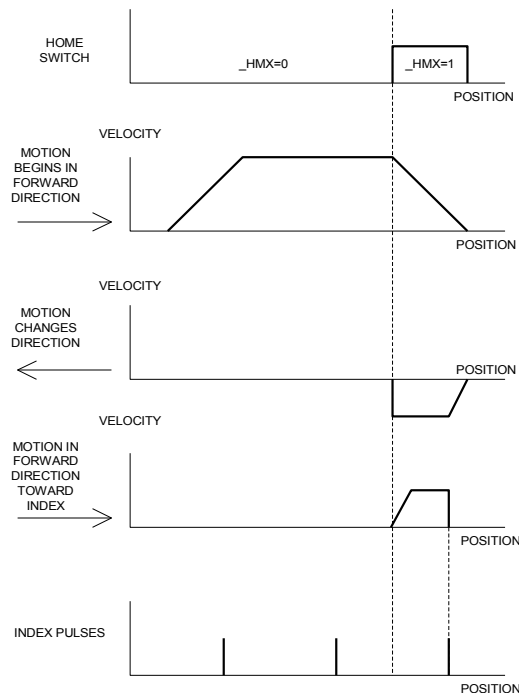 HOME
SWITCH
_HMX=0
_HMX=1
POSITION
VELOCITY
MOTION
BEGINS IN
FORWARD
DIRECTION
POSITION
VELOCITY
MOTION
CHANGES
DIRECTION
POSITION
VELOCITY
MOTION IN
FORWARD
DIRECTION
TOWARD
INDEX
POSITION
INDEX PULSES
POSITION